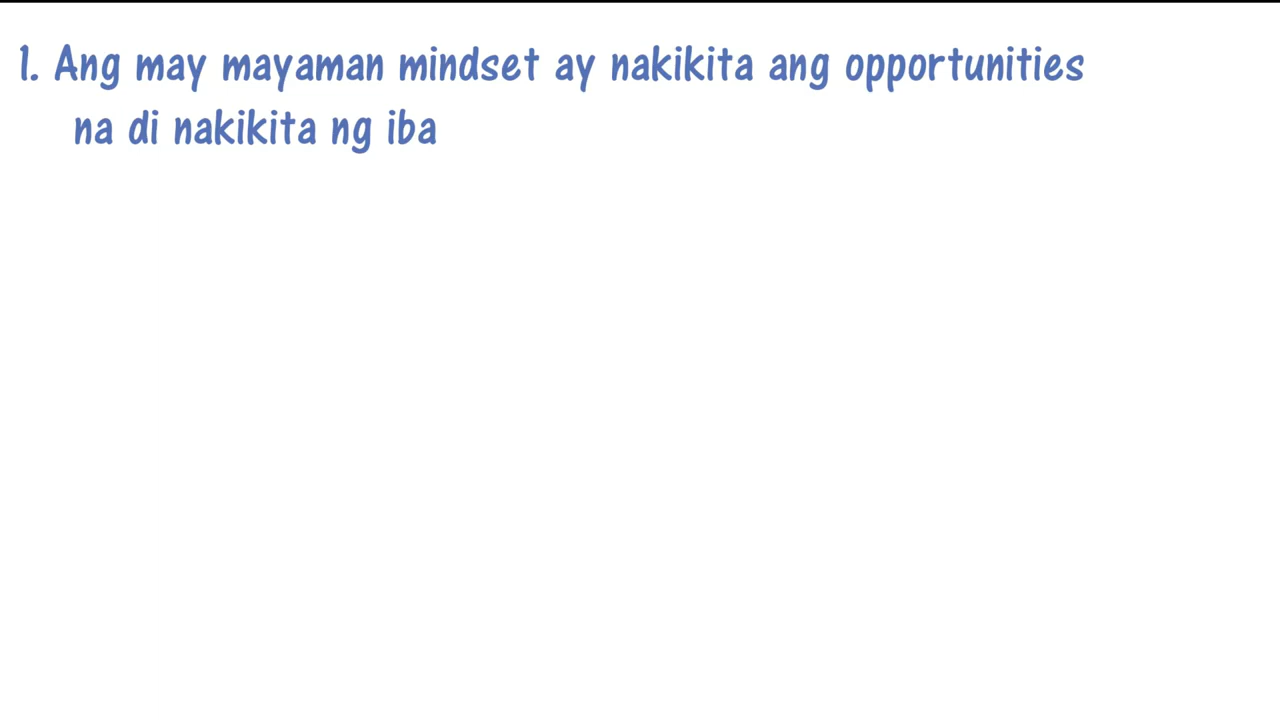 1. Ang may mayaman mindset ay nakikita ang opportunities
na di nakikita ng iba